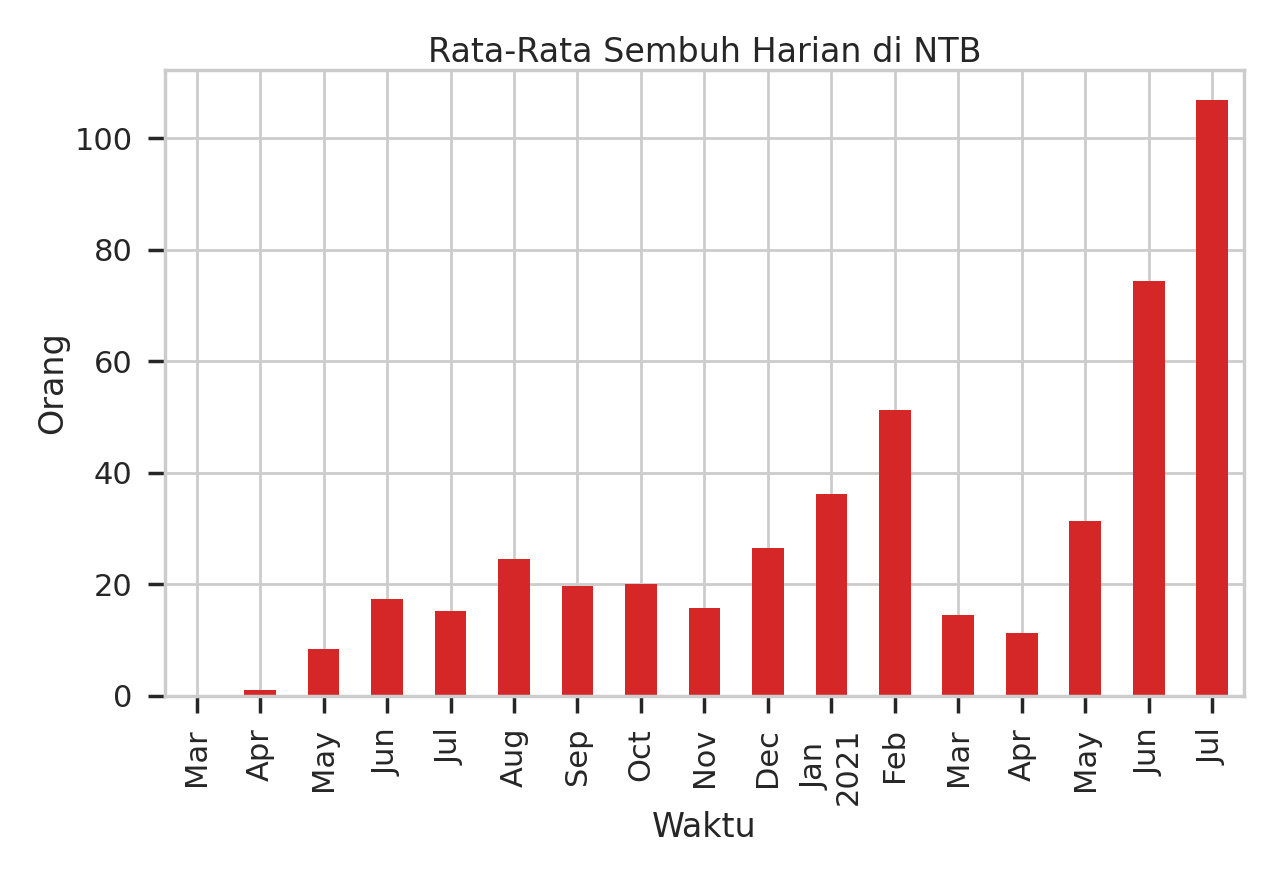 Rata-Rata Sembuh Harian di NTB
Orang
100
80
60
40
20
0
Mar
Apr
May
Jun
Jul
Aug
Sep
Oct
Nov
Dec
Jan
2021
Feb
Mar
Apr
May
Jun
Jul
Waktu